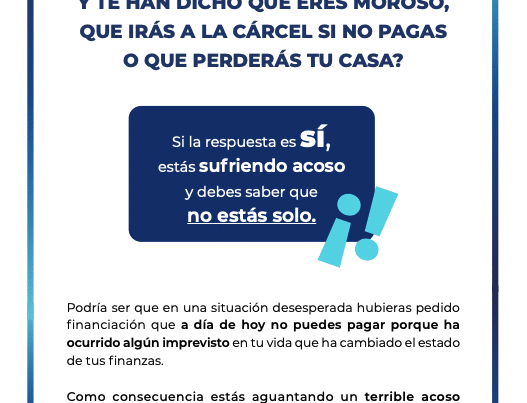 Y TE HAN DICHO QUE ERES MOROSO,
QUE IRÁS A LA CÁRCEL SI NO PAGAS
O QUE PERDERÁS TU CASA?
Si la respuesta es SÍ,
estás sufriendo acoso
y debes saber que
no estás solo.
¡!
Podría ser que en una situación desesperada hubieras pedido
financiación que a día de hoy no puedes pagar porque ha
ocurrido algún imprevisto en tu vida que ha cambiado el estado
de tus finanzas.
Como consecuencia estás aguantando un terrible acoso